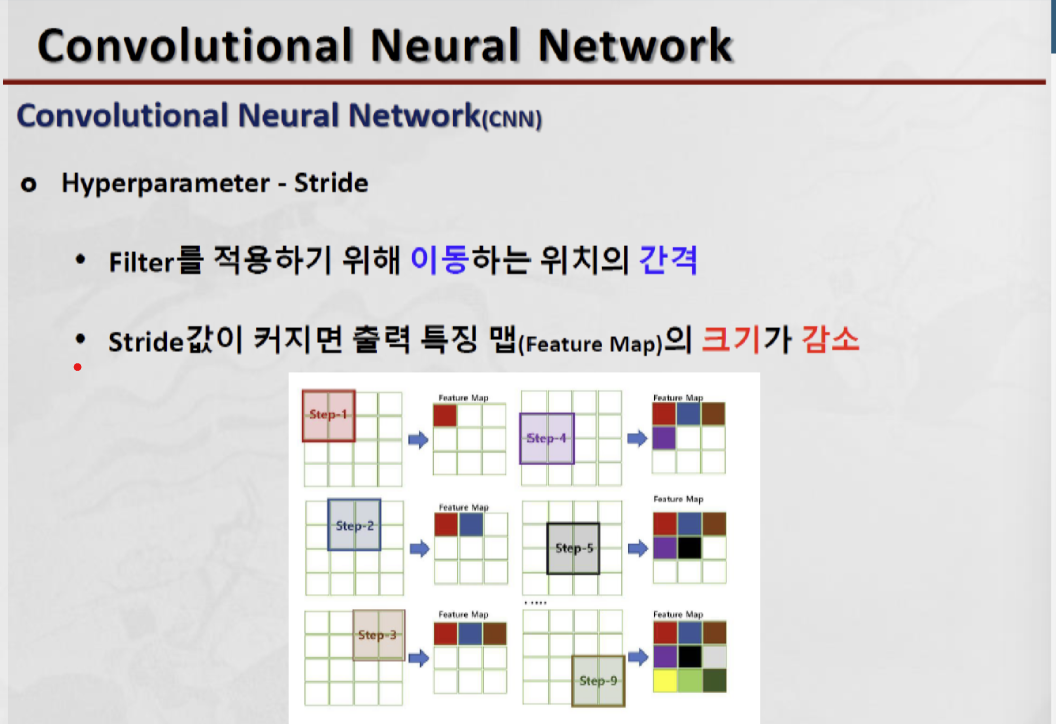 Convolutional Neural Network
Convolutional Neural Network(CNN)
o Hyperparameter - Stride
• Filter를 적용하기 위해 이동하는 위치의 간격
• Stride값이 커지면 출력 특징 맵(Feature Map)의 크기가 감소
Step-1
Feature Map
Step-4
Feature Map
Step-2
Feature Map
Step-5
Feature Map
.....
Step-3
Feature Map
Step-9
Feature Map